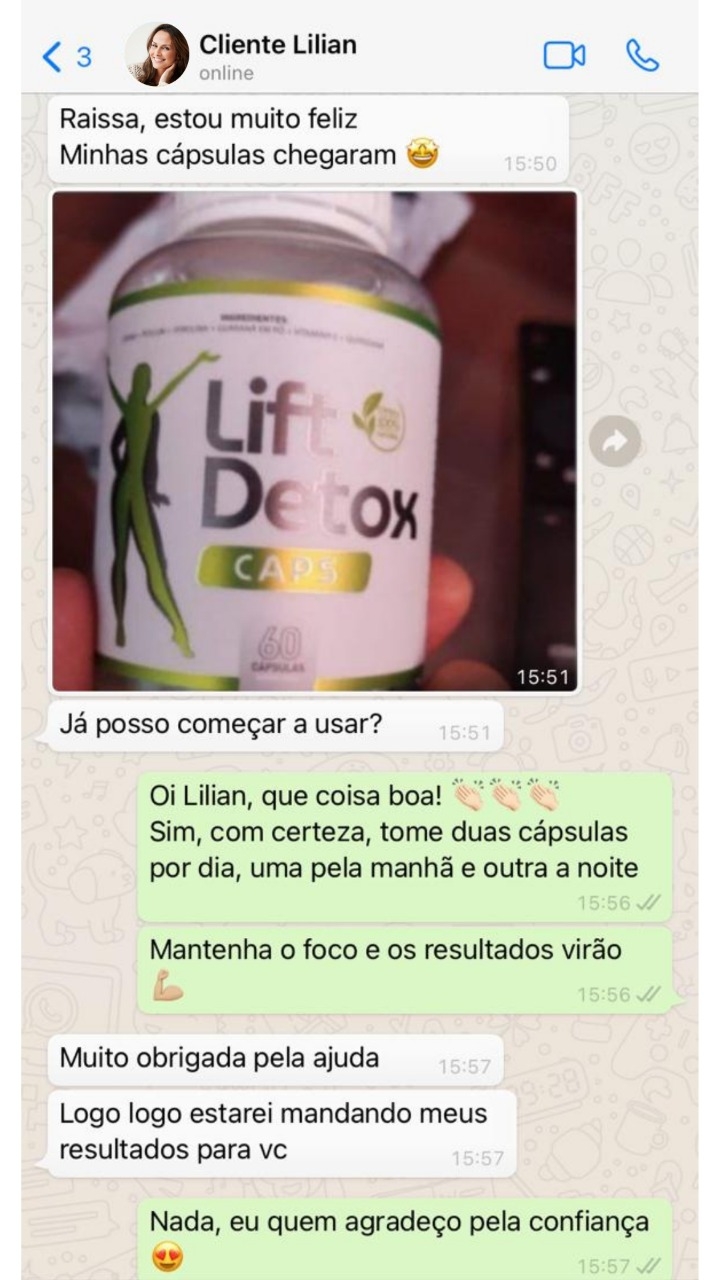 3
Cliente Lilian
online
Raissa, estou muito feliz
Minhas cápsulas chegaram 🤩
15:50
INGREDIENTES
Lift
Detox
CAPS
60
CÁPSULAS
15:51
Já posso começar a usar?
15:51
Oi Lilian, que coisa boa! 👏🏻👏🏻👏🏻
Sim, com certeza, tome duas cápsulas
por dia, uma pela manhã e outra a noite
15:56
Mantenha o foco e os resultados virão
💪🏼
15:56
Muito obrigada pela ajuda
15:57
Logo logo estarei mandando meus
resultados para vc
15:57
Nada, eu quem agradeço pela confiança
😍
15:57